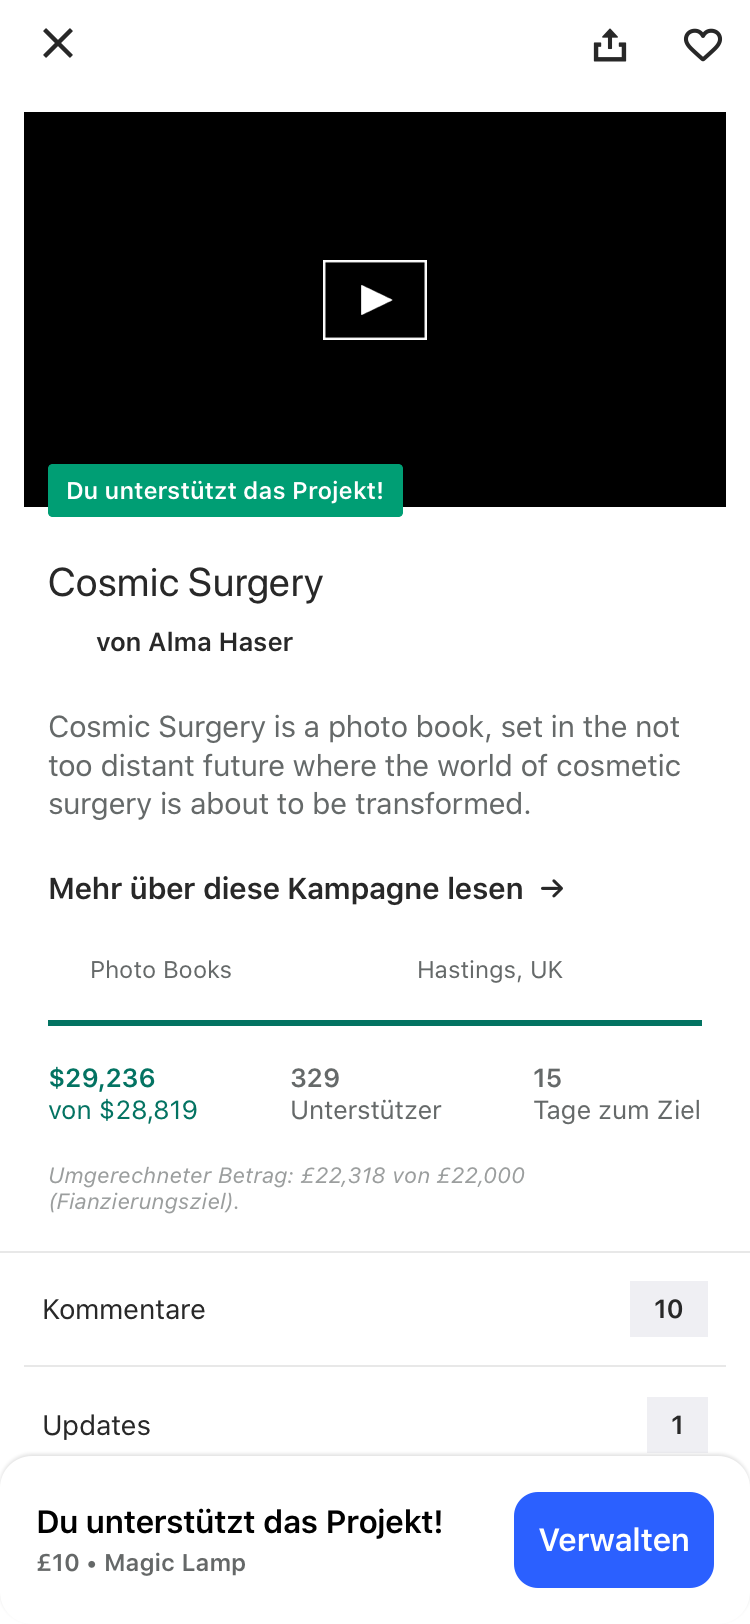 Du unterstützt das Projekt!
Cosmic Surgery
von Alma Haser
Cosmic Surgery is a photo book, set in the not
too distant future where the world of cosmetic
surgery is about to be transformed.
Mehr über diese Kampagne lesen →
Photo Books
Hastings, UK
$29,236
von $28,819
329
Unterstützer
15
Tage zum Ziel
Umgerechneter Betrag: £22,318 von £22,000
(Fianzierungsziel).
Kommentare
10
Updates
1
Du unterstützt das Projekt!
£10 • Magic Lamp
Verwalten